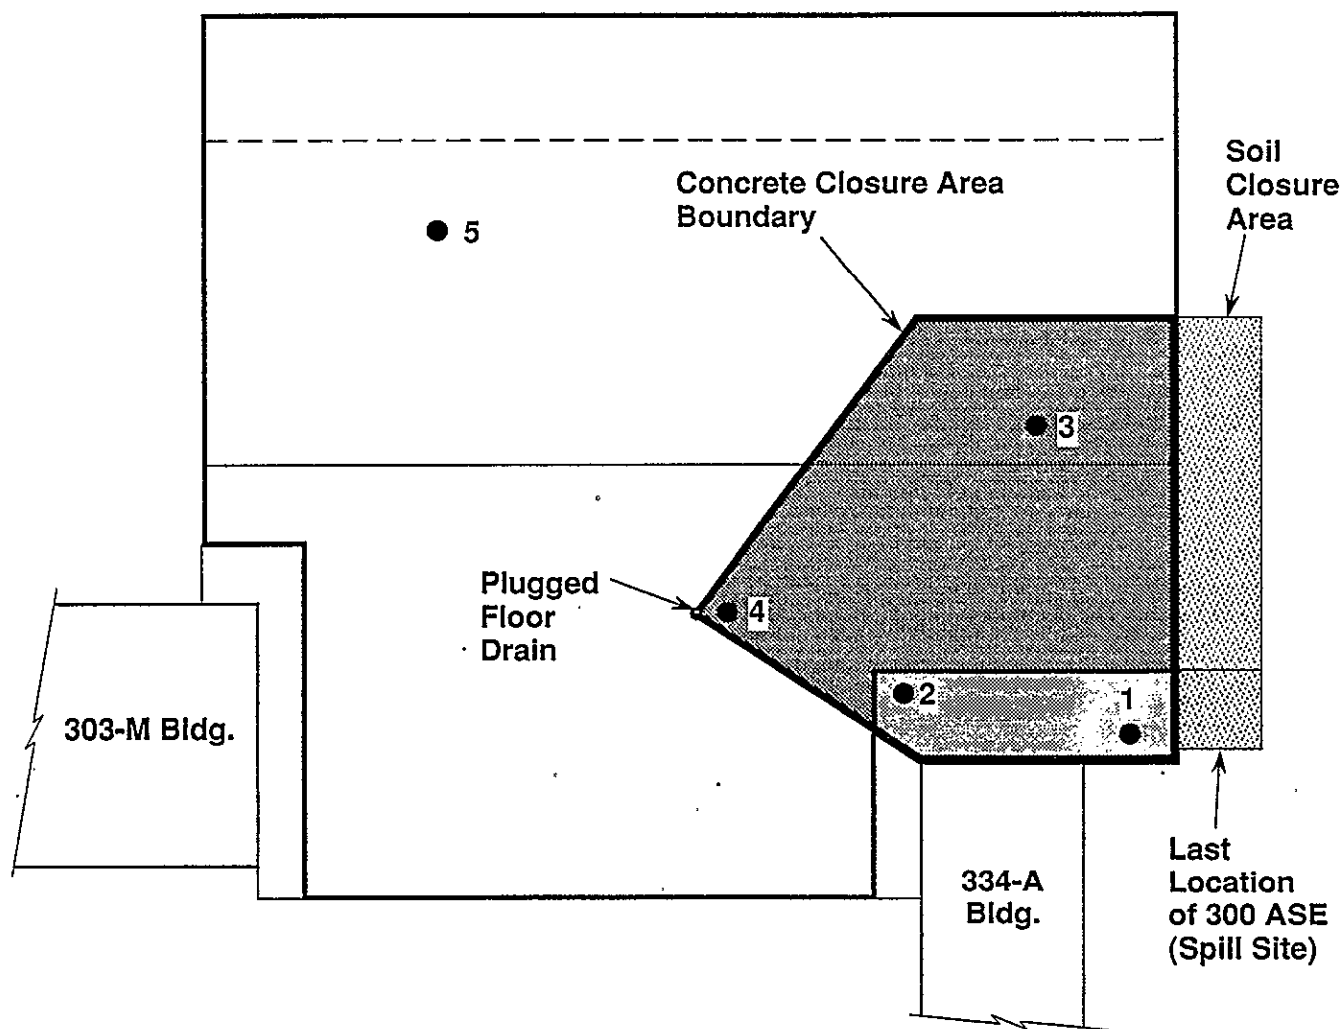 Soil
Closure
Area
Concrete Closure Area
Boundary
5
3
Plugged
Floor
Drain
4
2
1
303-M Bldg.
334-A
Bldg.
Last
Location
of 300 ASE
(Spill Site)